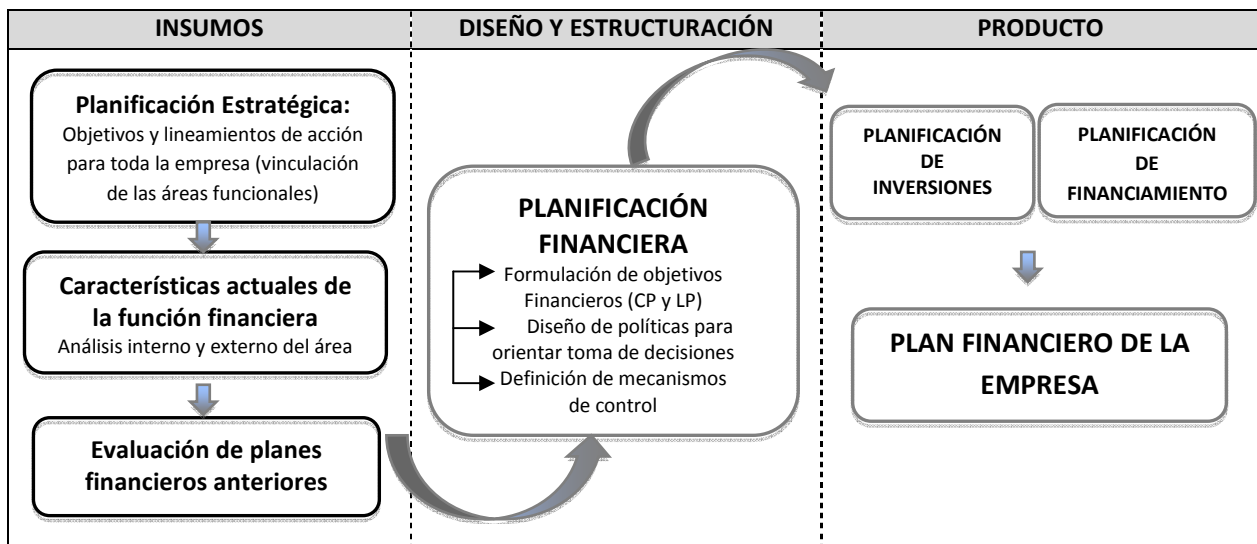 INSUMOS
DISEÑO Y ESTRUCTURACIÓN
PRODUCTO
Planificación Estratégica:
Objetivos y lineamientos de acción
para toda la empresa (vinculación
de las áreas funcionales)
Características actuales de
la función financiera
Análisis interno y externo del área
Evaluación de planes
financieros anteriores
PLANIFICACIÓN
FINANCIERA
Formulación de objetivos
Financieros (CP y LP)
Diseño de políticas para
orientar toma de decisiones
Definición de mecanismos
de control
PLANIFICACIÓN
DE
INVERSIONES
PLANIFICACIÓN
DE
FINANCIAMIENTO
PLAN FINANCIERO DE LA
EMPRESA